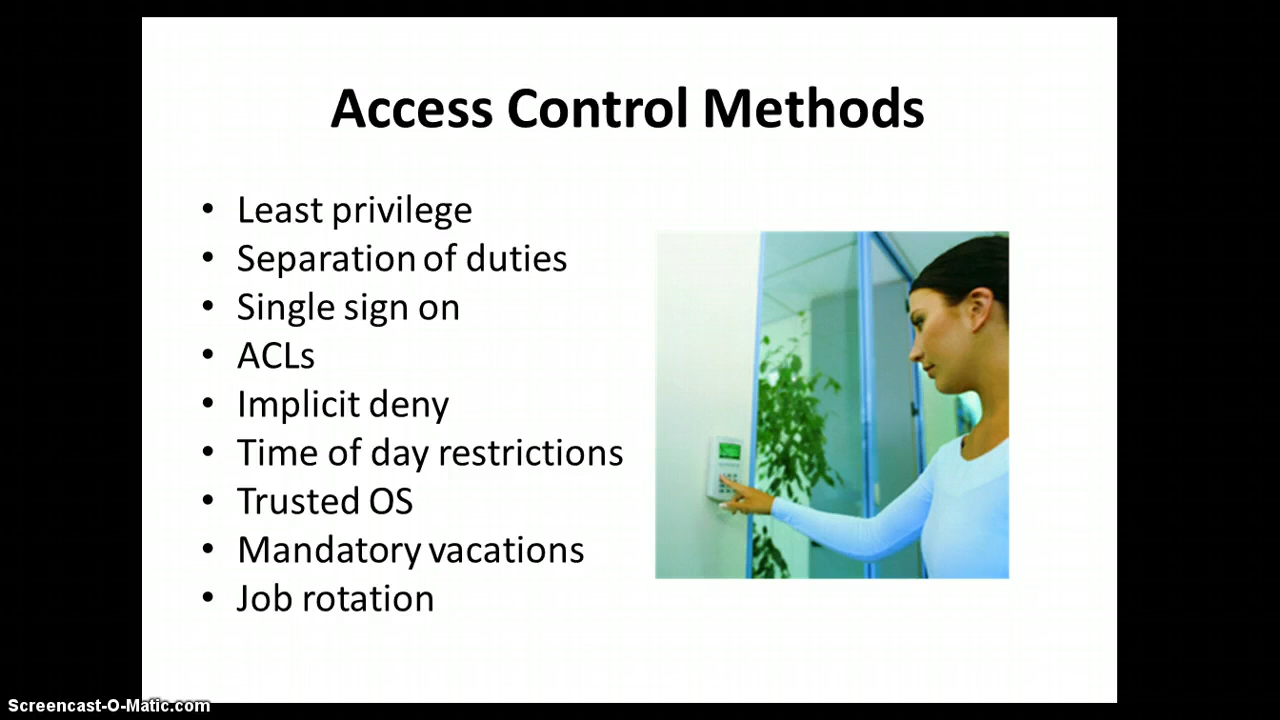 Access Control Methods
• Least privilege
• Separation of duties
• Single sign on
• ACLs
• Implicit deny
• Time of day restrictions
• Trusted OS
• Mandatory vacations
• Job rotation
Screencast-O-Matic.com